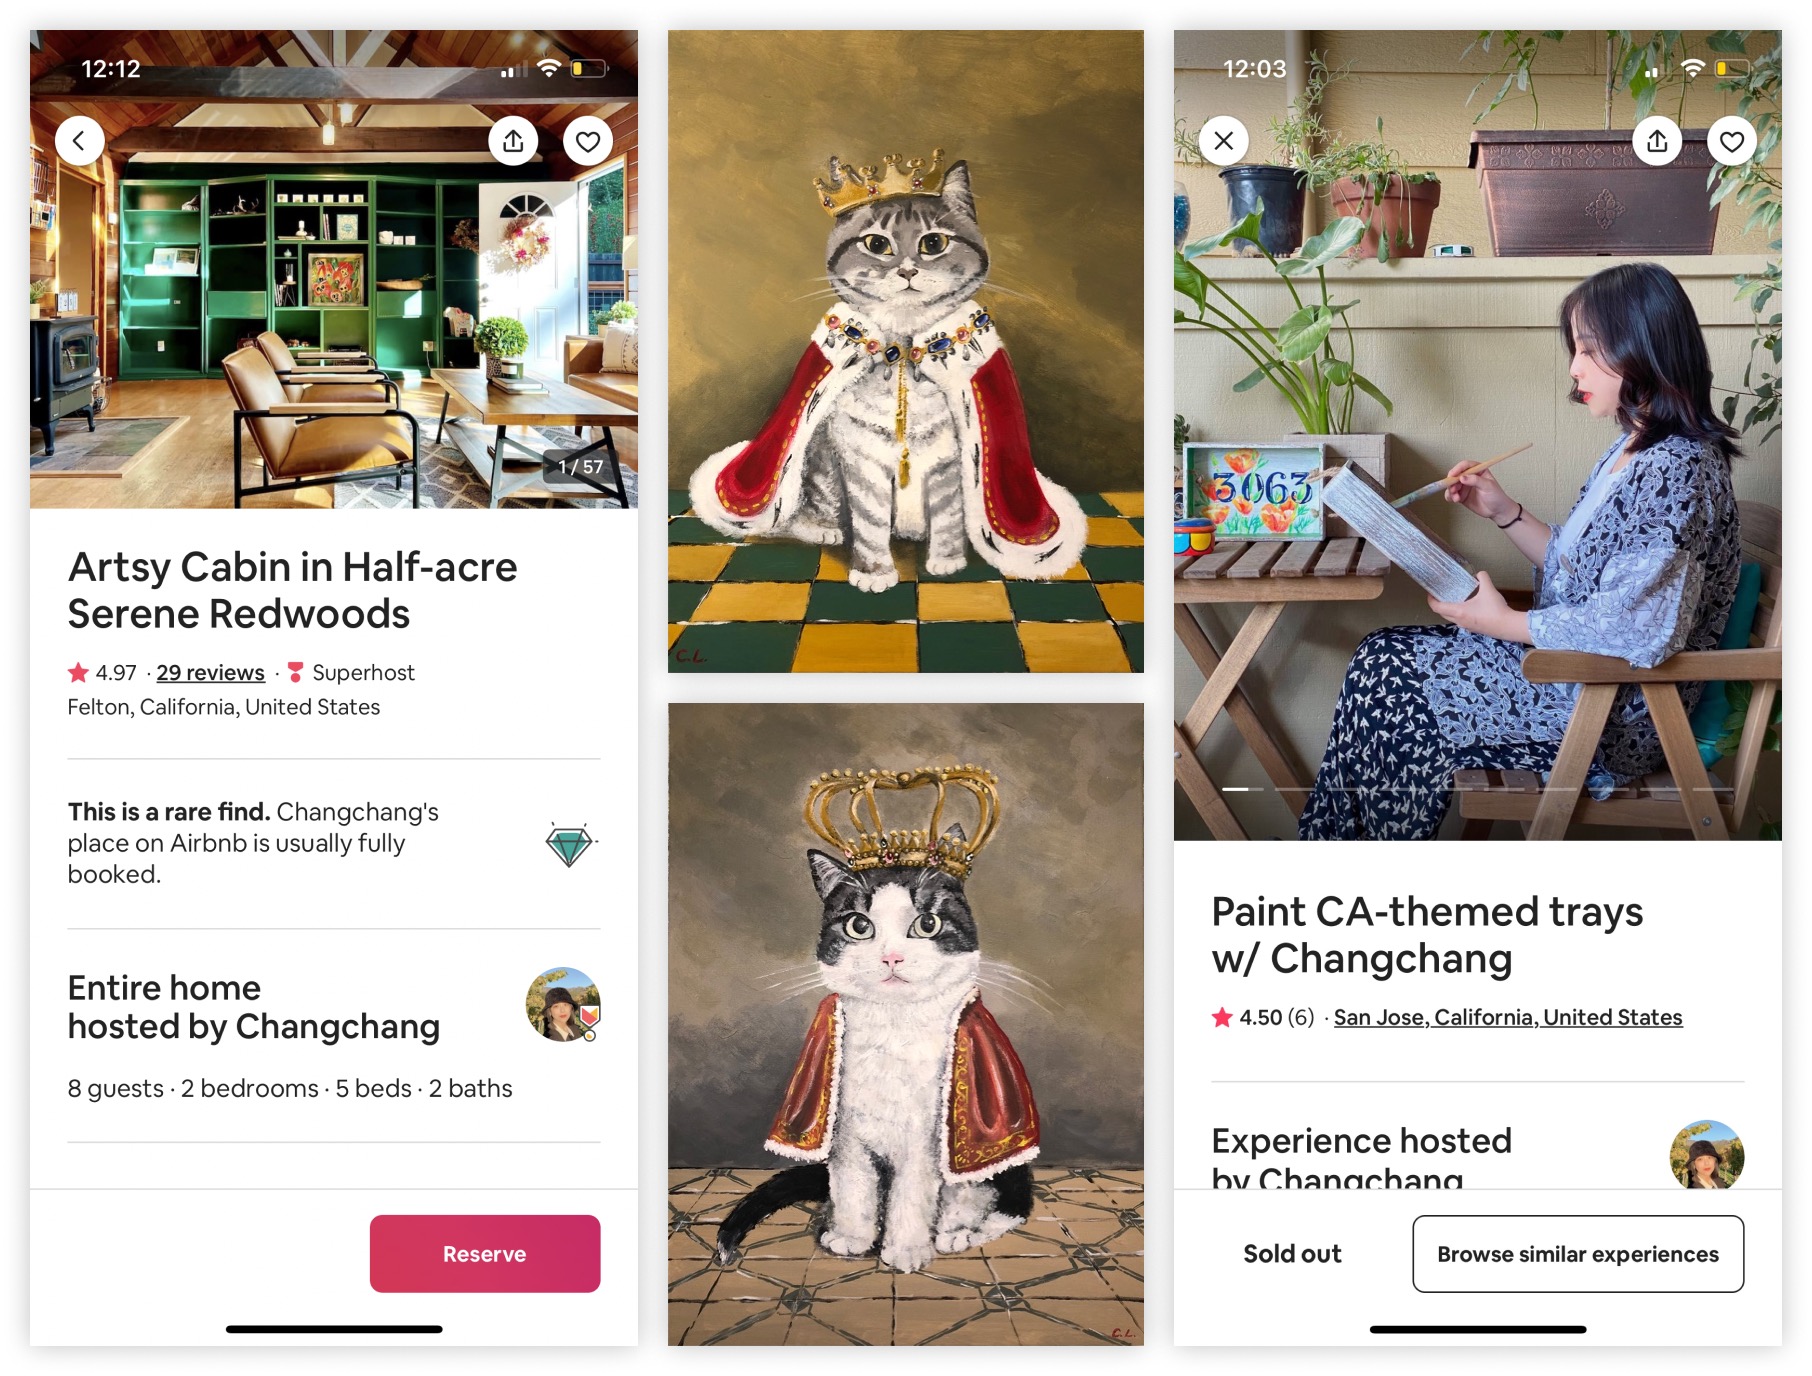 12:12
1 / 57
Artsy Cabin in Half-acre
Serene Redwoods
4.97 · 29 reviews · Superhost
Felton, California, United States
This is a rare find. Changchang's
place on Airbnb is usually fully
booked.
Entire home
hosted by Changchang
8 guests · 2 bedrooms · 5 beds · 2 baths
Reserve
C.L.
C.L.
12:03
3063
Paint CA-themed trays
w/ Changchang
4.50 (6) · San Jose, California, United States
Experience hosted
by Changchang
Sold out
Browse similar experiences